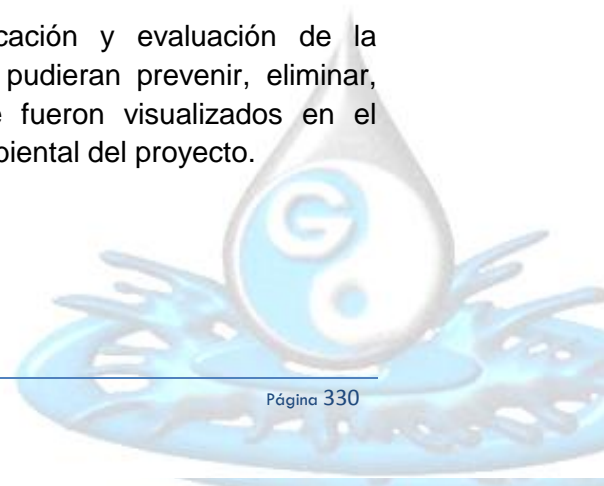 cación y evaluación de la
pudieran prevenir, eliminar,
fueron visualizados en el
biental del proyecto.
G
Página 330